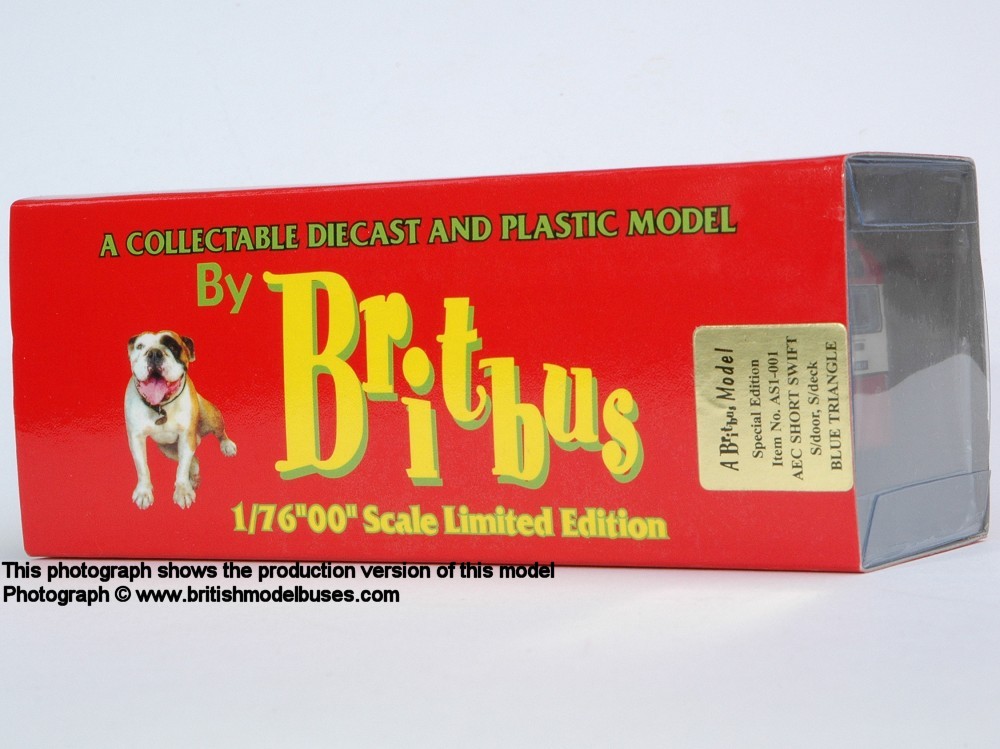 A COLLECTABLE DIECAST AND PLASTIC MODEL
By Britbus
1/76"00" Scale Limited Edition
A Britbus Model
Special Edition
Item No. AS1-001
AEC SHORT SWIFT
S/door, S/deck
BLUE TRIANGLE
This photograph shows the production version of this model
Photograph © www.britishmodelbuses.com